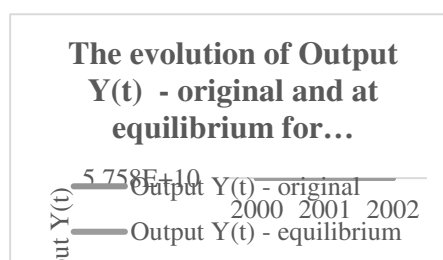 The evolution of Output
Y(t) - original and at
equilibrium for…
5.758E+10
Output Y(t) - original
2000 2001 2002
Output Y(t) - equilibrium
Y(t)